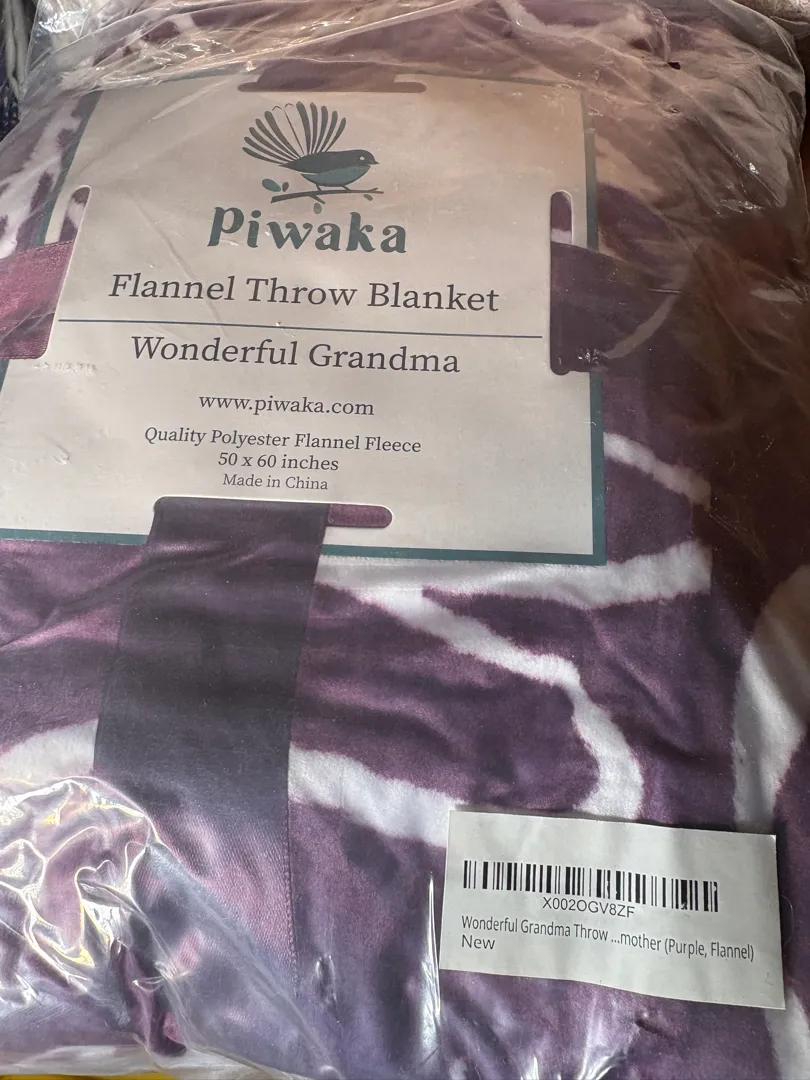 Piwaka
Flannel Throw Blanket
Wonderful Grandma
www.piwaka.com
Quality Polyester Flannel Fleece
50 x 60 inches
Made in China
X002OGV8ZF
Wonderful Grandma Throw ...mother (Purple, Flannel)
New